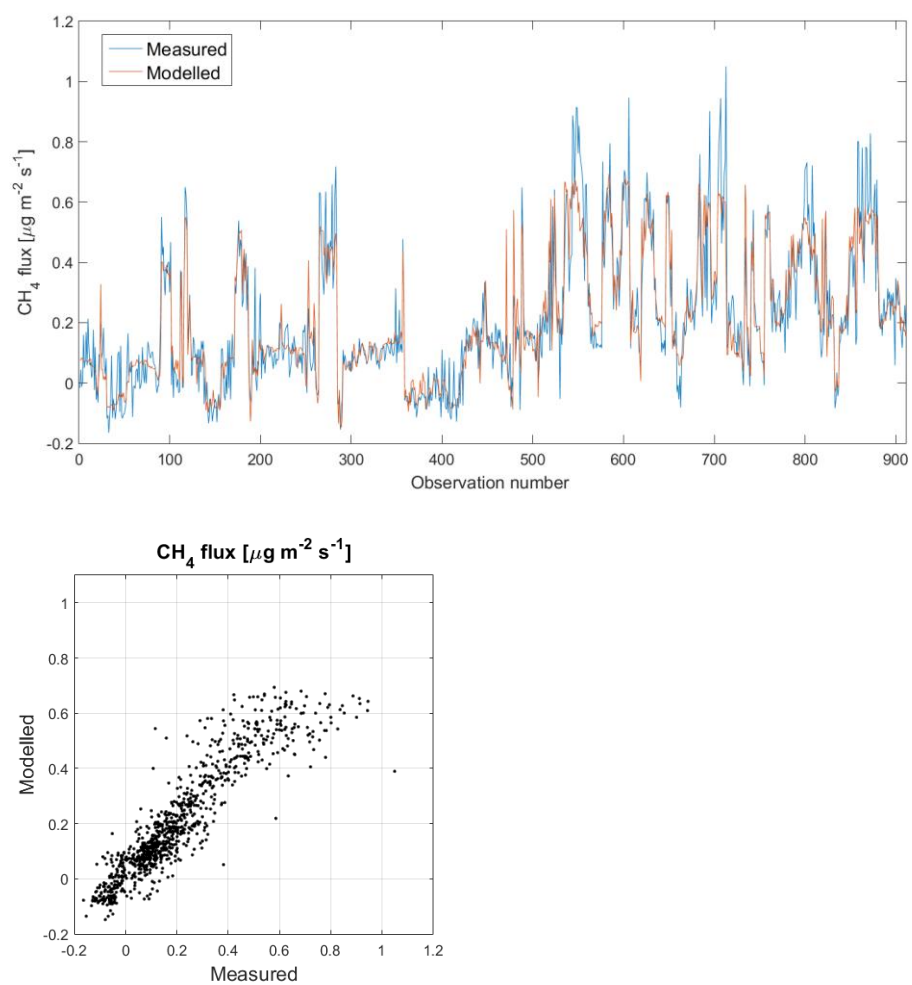 1.2
1
0.8
0.6
0.4
0.2
0
-0.2
CH₄ flux [μg m⁻² s⁻¹]
Measured
Modelled
0 100 200 300 400 500 600 700 800 900
Observation number
CH₄ flux [μg m⁻² s⁻¹]
1
0.8
0.6
0.4
0.2
0
-0.2
Modelled
-0.2 0 0.2 0.4 0.6 0.8 1 1.2
Measured